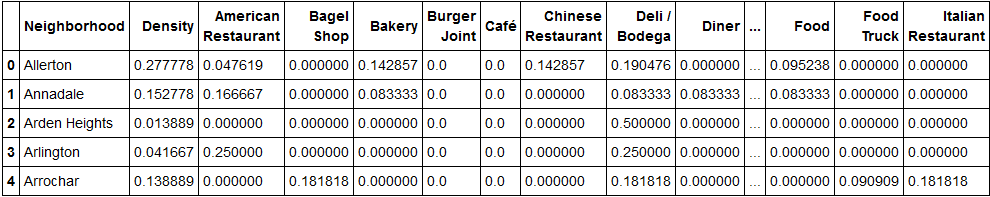 Neighborhood Density American Restaurant Bagel Shop Bakery Burger Joint Café Chinese Restaurant Deli / Bodega Diner ... Food Food Truck Italian Restaurant
0 Allerton 0.277778 0.047619 0.000000 0.142857 0.0 0.0 0.142857 0.190476 0.000000 ... 0.095238 0.000000 0.000000
1 Annadale 0.152778 0.166667 0.000000 0.083333 0.0 0.0 0.000000 0.083333 0.083333 ... 0.083333 0.000000 0.000000
2 Arden Heights 0.013889 0.000000 0.000000 0.000000 0.0 0.0 0.000000 0.500000 0.000000 ... 0.000000 0.000000 0.000000
3 Arlington 0.041667 0.250000 0.000000 0.000000 0.0 0.0 0.000000 0.250000 0.000000 ... 0.000000 0.000000 0.000000
4 Arrochar 0.138889 0.000000 0.181818 0.000000 0.0 0.0 0.000000 0.181818 0.000000 ... 0.000000 0.090909 0.181818